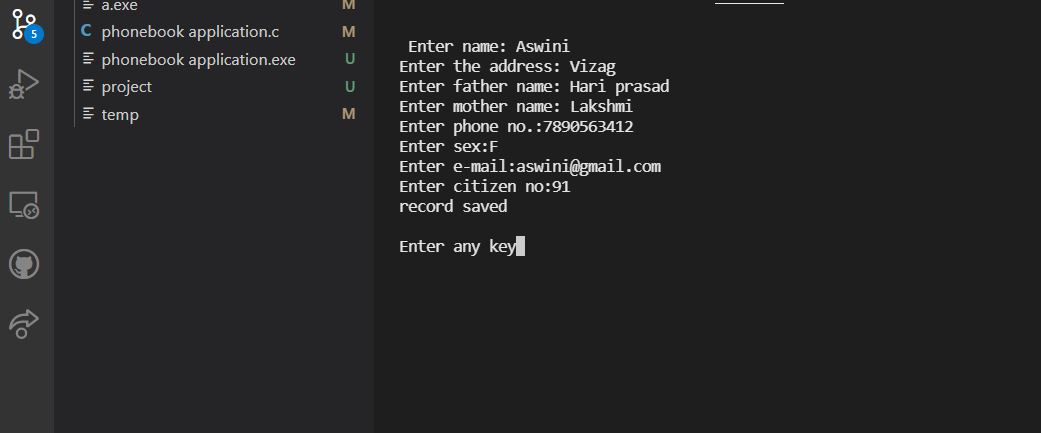 5
a.exe M
C phonebook application.c M
phonebook application.exe U
project U
temp M
Enter name: Aswini
Enter the address: Vizag
Enter father name: Hari prasad
Enter mother name: Lakshmi
Enter phone no.:7890563412
Enter sex:F
Enter e-mail:aswini@gmail.com
Enter citizen no:91
record saved
Enter any key